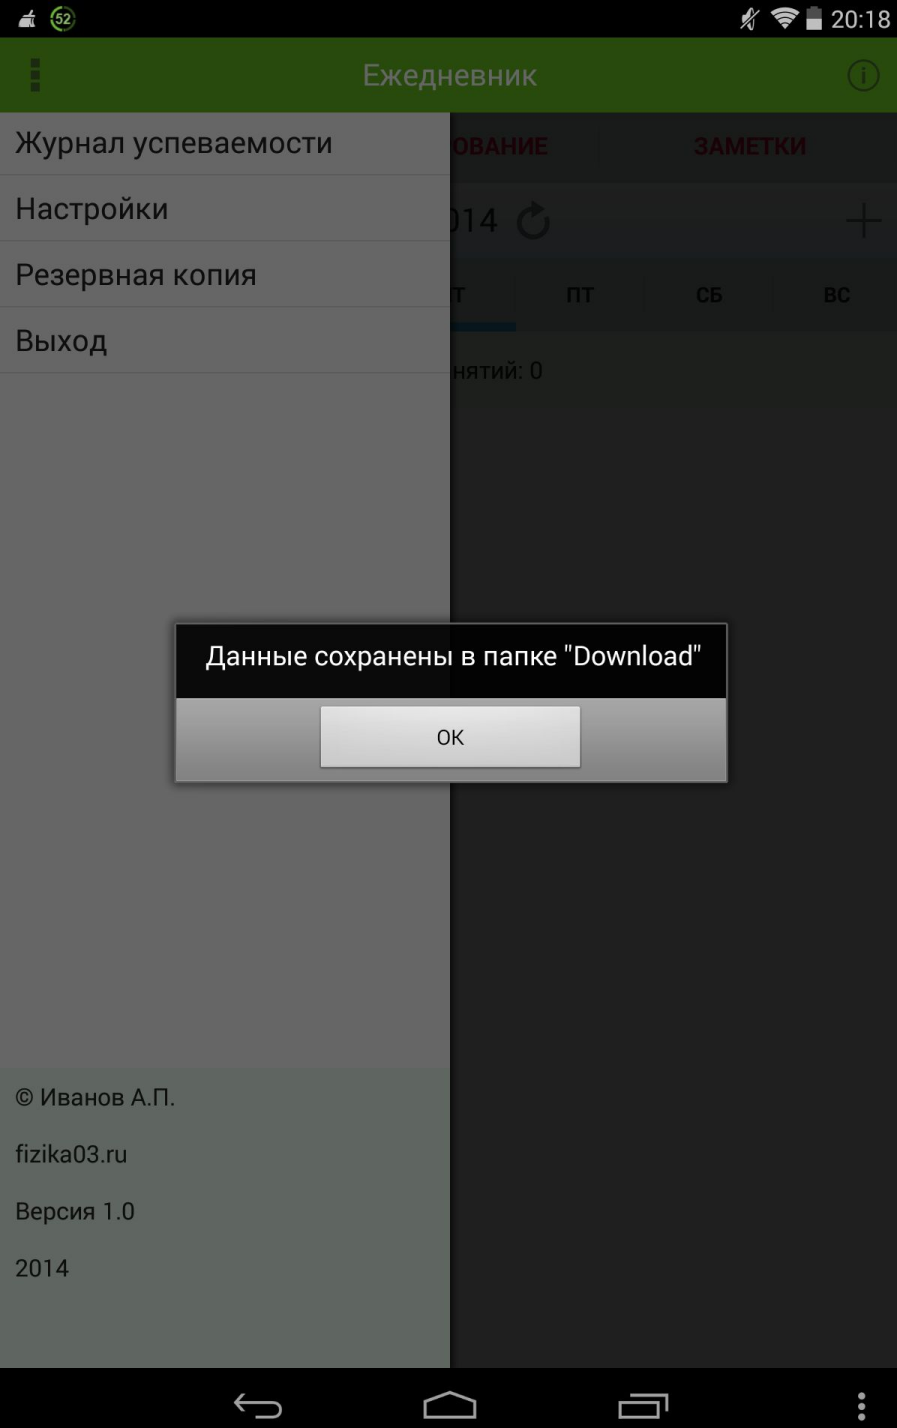 52
20:18
Ежедневник
Журнал успеваемости
ЗАМЕТКИ
Настройки
014
Резервная копия
ПТ
СБ
ВС
Выход
нятий: 0
Данные сохранены в папке "Download"
OK
© Иванов А.П.
fizika03.ru
Версия 1.0
2014